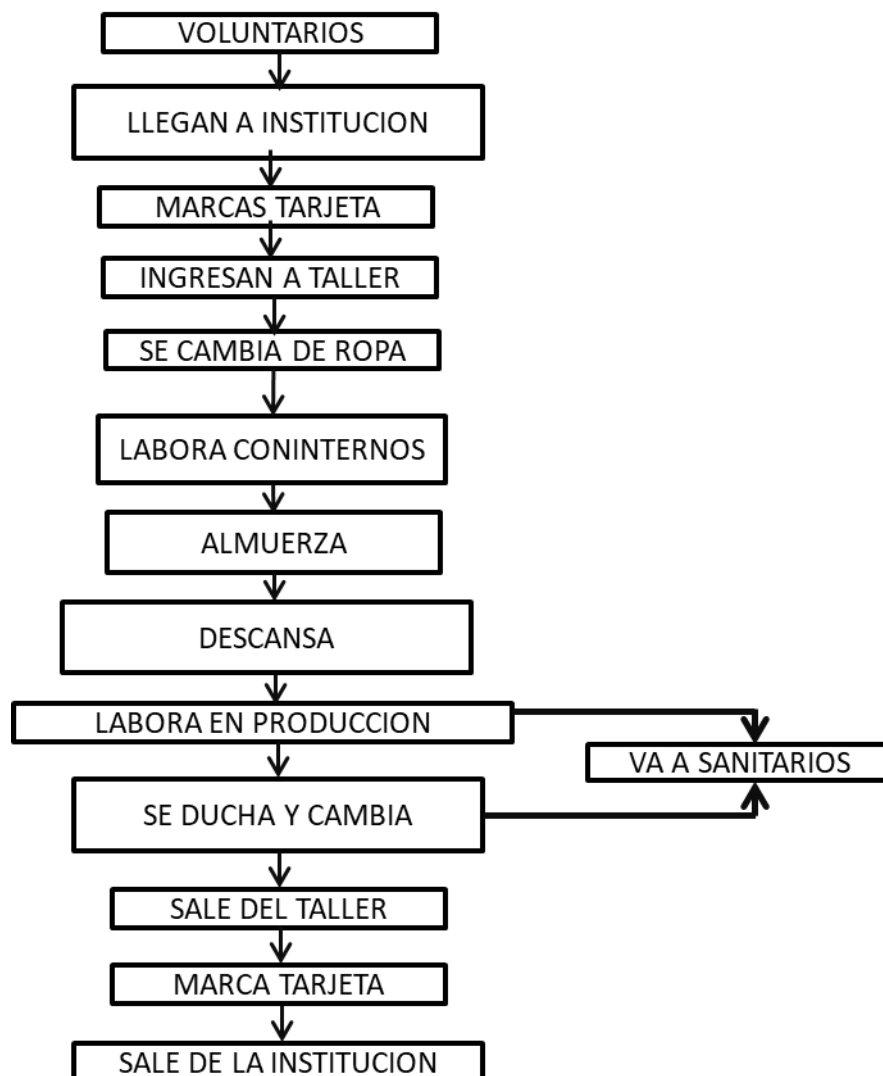 VOLUNTARIOS
LLEGAN A INSTITUCION
MARCAS TARJETA
INGRESAN A TALLER
SE CAMBIA DE ROPA
LABORA CONINTERNOS
ALMUERZA
DESCANSA
LABORA EN PRODUCCION
VA A SANITARIOS
SE DUCHA Y CAMBIA
SALE DEL TALLER
MARCA TARJETA
SALE DE LA INSTITUCION